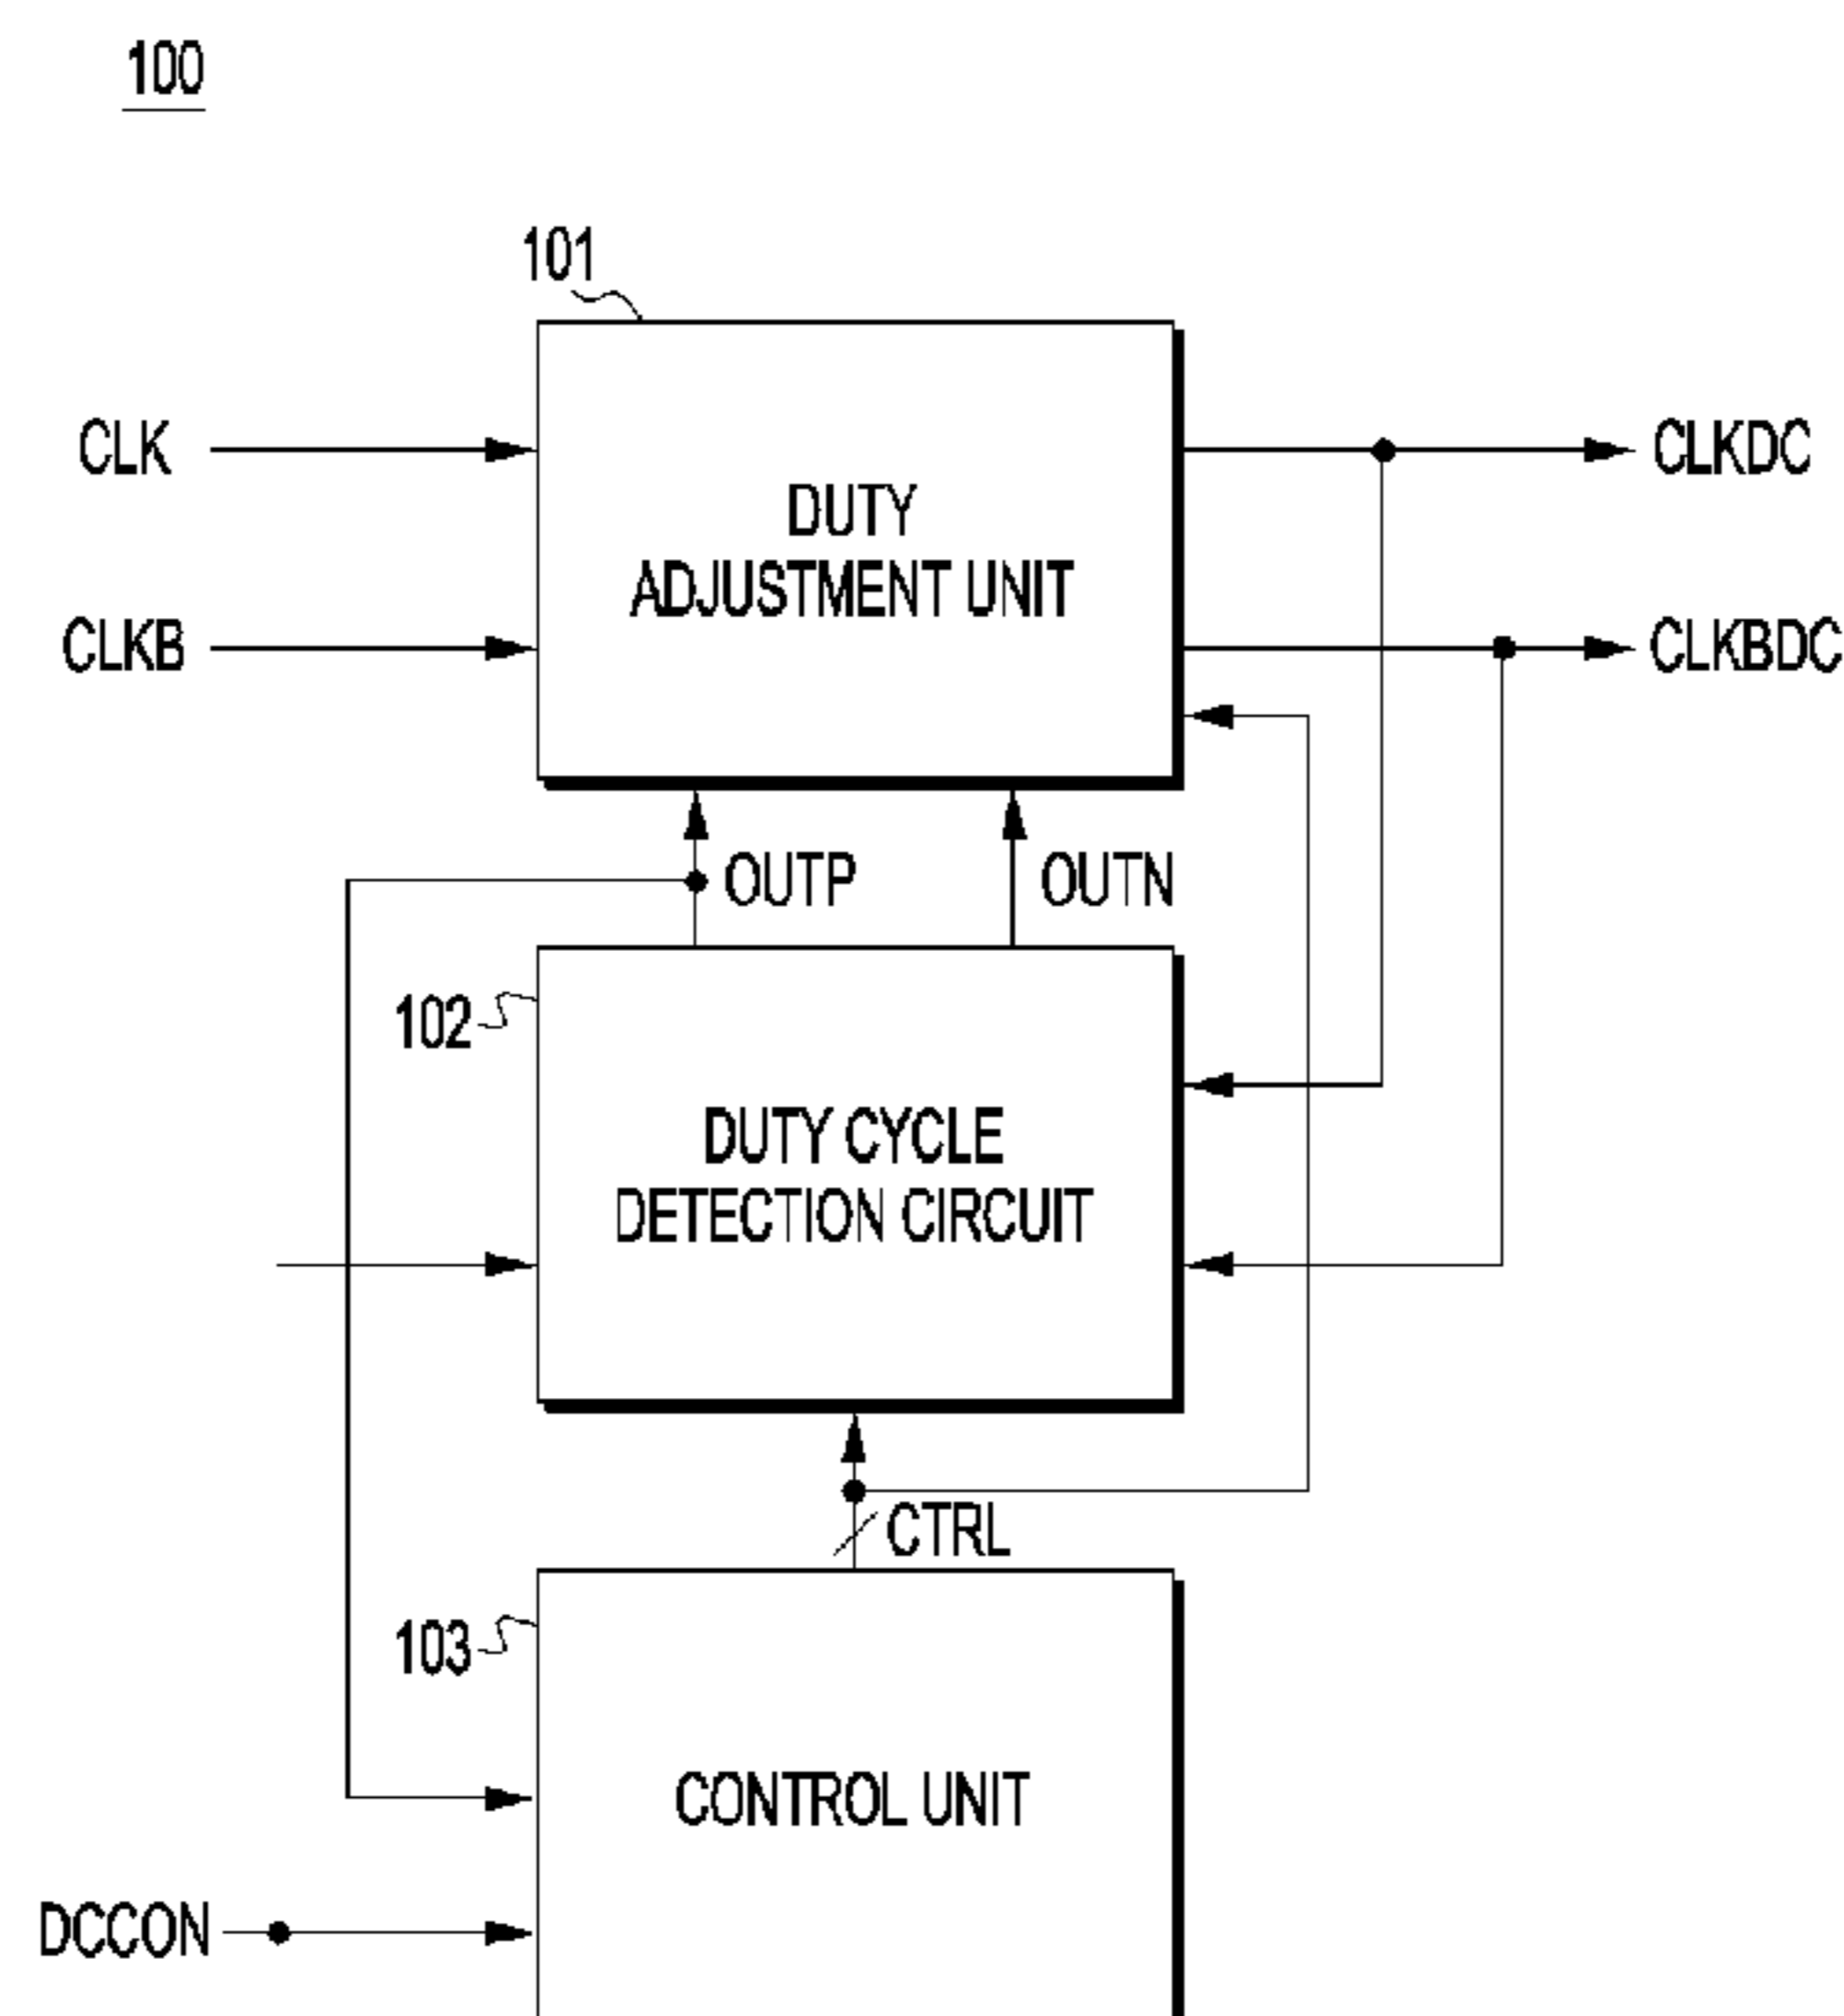 100
101
CLK
CLKDC
DUTY
ADJUSTMENT UNIT
CLKB
CLKBDC
OUTP
OUTN
102
DUTY CYCLE
DETECTION CIRCUIT
CTRL
103
CONTROL UNIT
DCCON